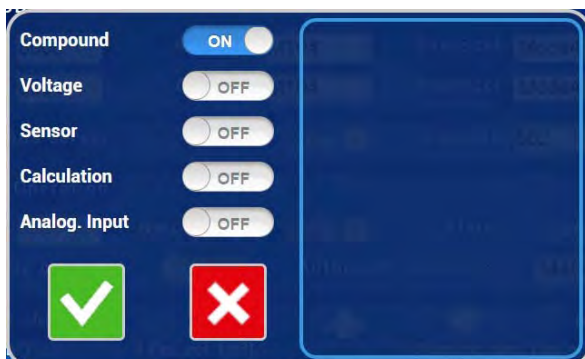 Compound ON
Voltage OFF
Sensor OFF
Calculation OFF
Analog. Input OFF